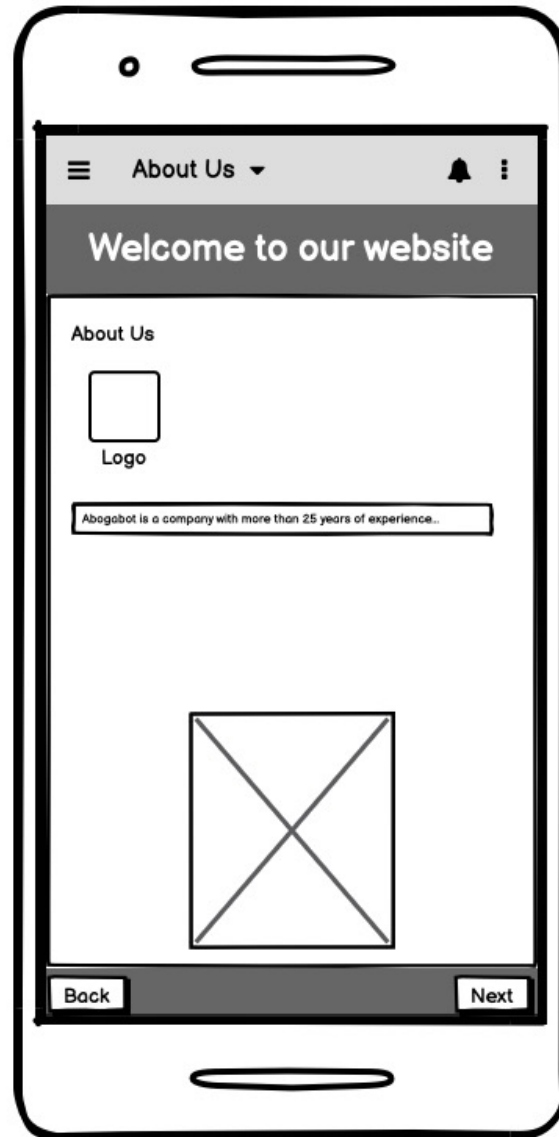 About Us
Welcome to our website
About Us
Logo
Abogabot is a company with more than 25 years of experience...
Back
Next